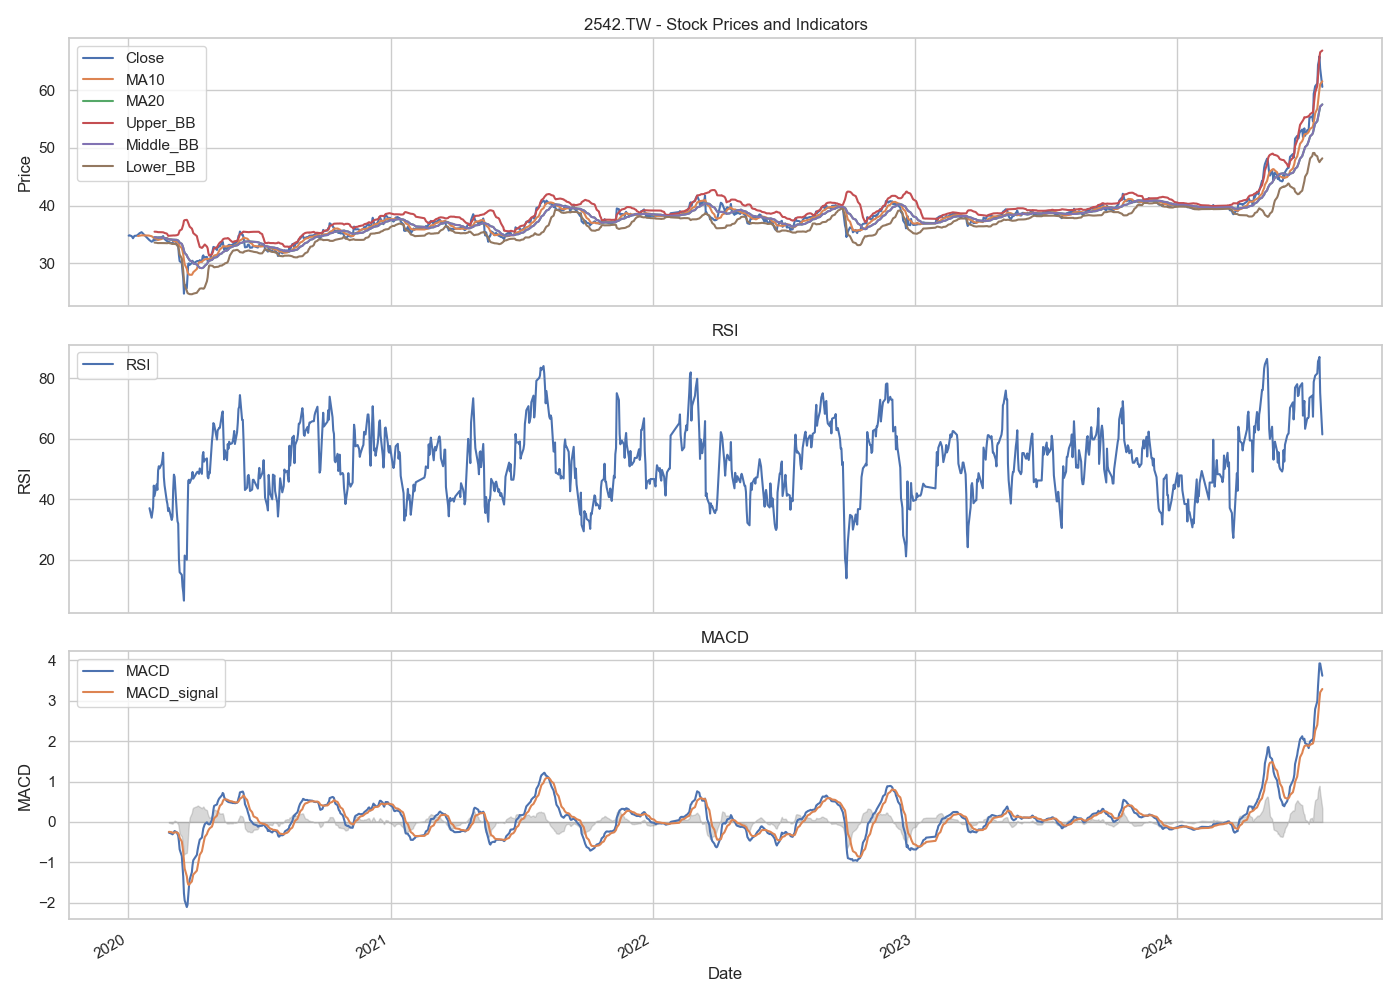 2542.TW - Stock Prices and Indicators
Close
MA10
MA20
Upper_BB
Middle_BB
Lower_BB
Price
60
50
40
30
RSI
RSI
RSI
80
60
40
20
MACD
MACD
MACD_signal
MACD
4
3
2
1
0
−1
−2
2020
2021
2022
2023
2024
Date